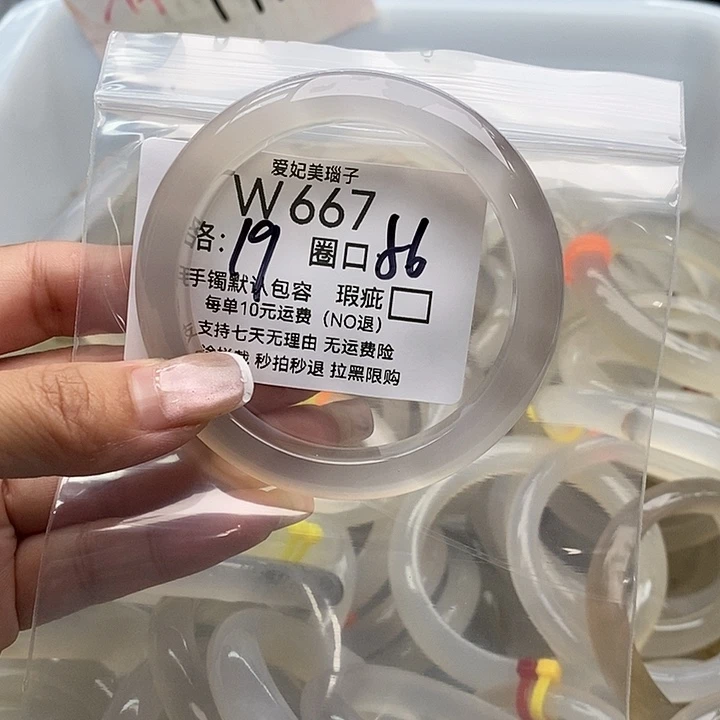 爱妃美瑙子
W667
洛:19 圈口56
手镯默认包容 瑕疵
每单10元运费 (NO退)
支持七天无理由 无运费险
秒拍秒退 拉黑限购